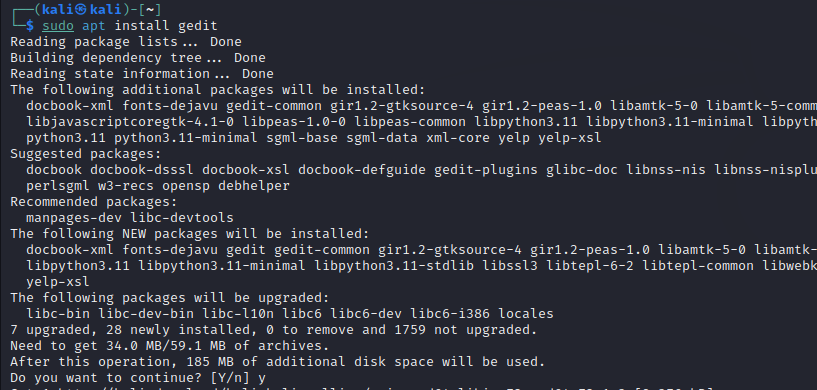 ┌──(kali㉿kali)-[~]
└─$ sudo apt install gedit
Reading package lists... Done
Building dependency tree... Done
Reading state information... Done
The following additional packages will be installed:
docbook-xml fonts-dejavu gedit-common gir1.2-gtksource-4 gir1.2-peas-1.0 libamtk-5-0 libamtk-5-comm
libjavascriptcoregtk-4.1-0 libpeas-1.0-0 libpeas-common libpython3.11 libpython3.11-minimal libpyth
python3.11 python3.11-minimal sgml-base sgml-data xml-core yelp yelp-xsl
Suggested packages:
docbook docbook-dsssl docbook-xsl docbook-defguide gedit-plugins glibc-doc libnss-nis libnss-nisplu
perlsgml w3-recs opensp debhelper
Recommended packages:
manpages-dev libc-devtools
The following NEW packages will be installed:
docbook-xml fonts-dejavu gedit gedit-common gir1.2-gtksource-4 gir1.2-peas-1.0 libamtk-5-0 libamtk-
libpython3.11 libpython3.11-minimal libpython3.11-stdlib libssl3 libtepl-6-2 libtepl-common libwebk
yelp-xsl
The following packages will be upgraded:
libc-bin libc-dev-bin libc-l10n libc6 libc6-dev libc6-i386 locales
7 upgraded, 28 newly installed, 0 to remove and 1759 not upgraded.
Need to get 34.0 MB/59.1 MB of archives.
After this operation, 185 MB of additional disk space will be used.
Do you want to continue? [Y/n] y